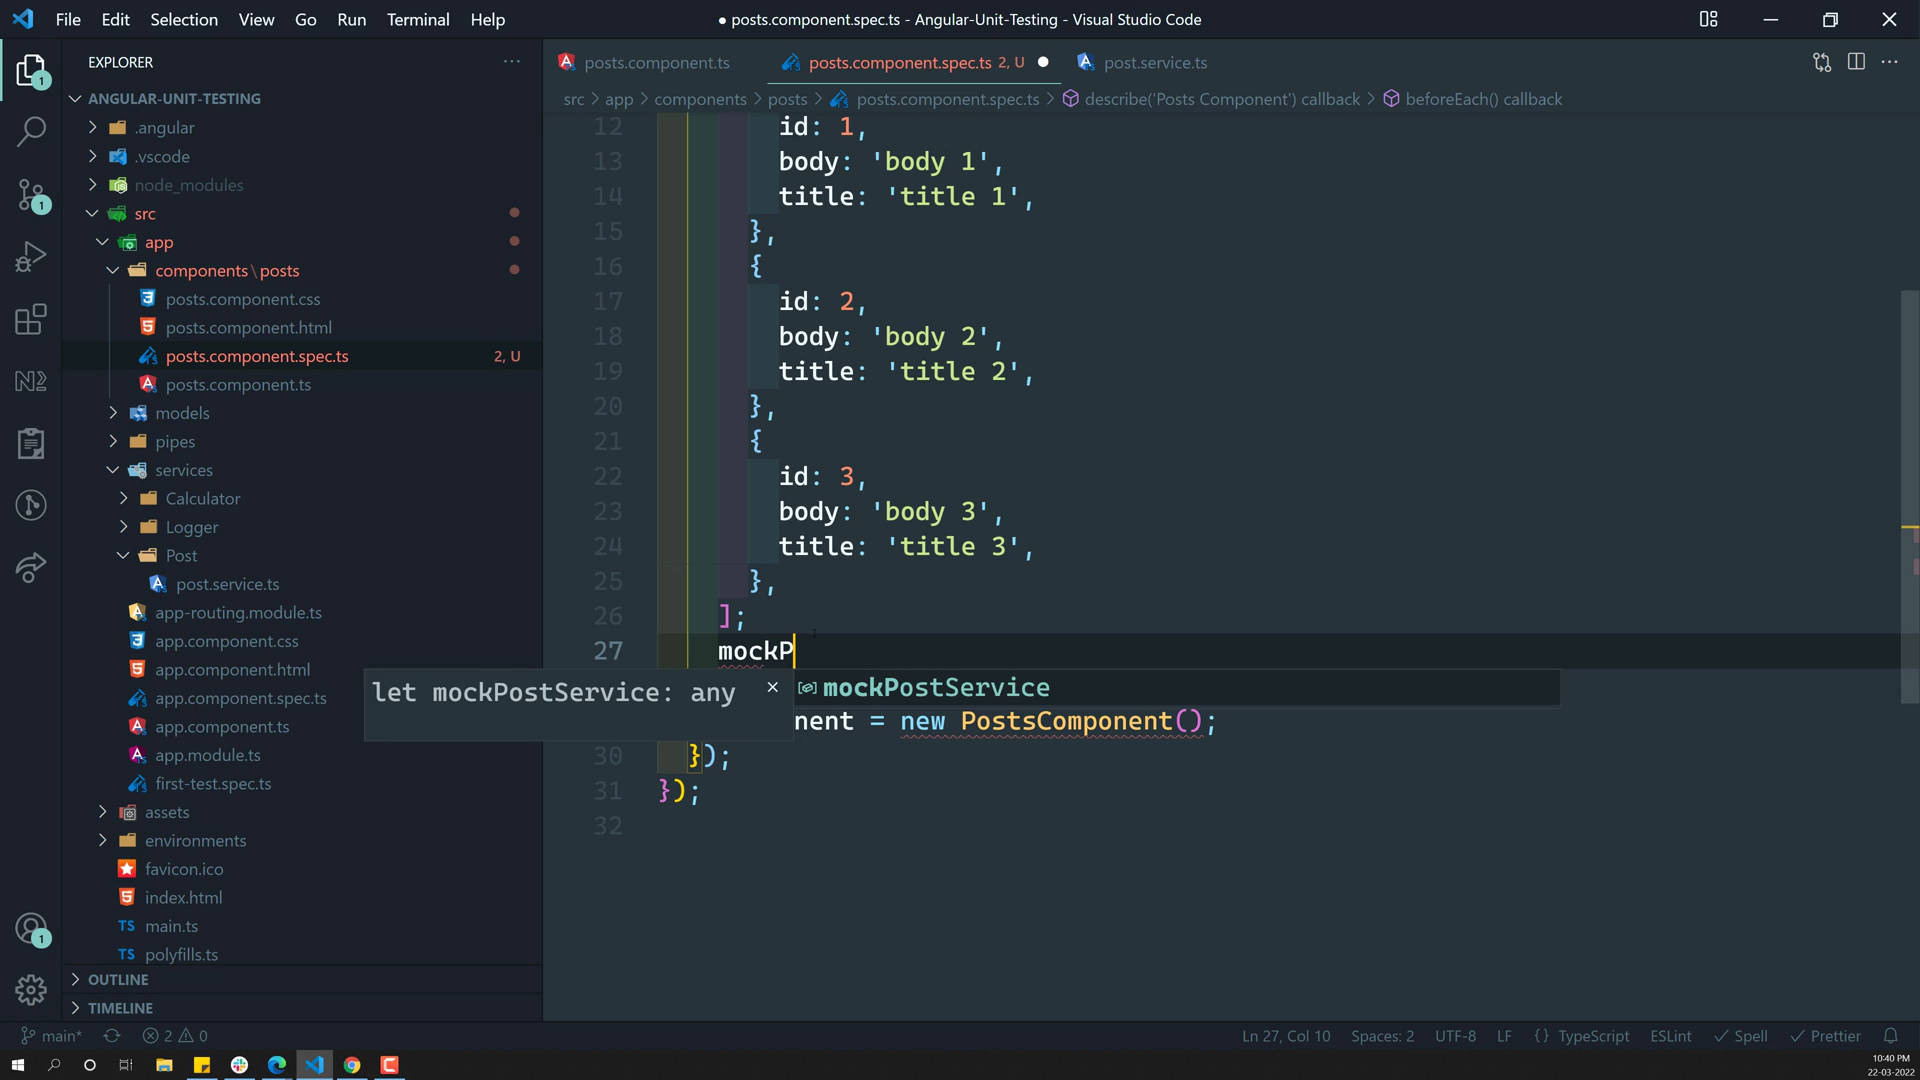 File Edit Selection View Go Run Terminal Help
● posts.component.spec.ts - Angular-Unit-Testing - Visual Studio Code
EXPLORER
ANGULAR-UNIT-TESTING
.angular
.vscode
node_modules
src
app
components\posts
posts.component.css
posts.component.html
posts.component.spec.ts 2, U
posts.component.ts
models
pipes
services
Calculator
Logger
Post
post.service.ts
app-routing.module.ts
app.component.css
app.component.html
app.component.spec.ts
app.component.ts
app.module.ts
first-test.spec.ts
assets
environments
favicon.ico
index.html
TS main.ts
TS polyfills.ts
OUTLINE
TIMELINE
posts.component.ts
posts.component.spec.ts 2, U ●
post.service.ts
src > app > components > posts > posts.component.spec.ts > describe('Posts Component') callback > beforeEach() callback
12 id: 1,
13 body: 'body 1',
14 title: 'title 1',
15 },
16 {
17 id: 2,
18 body: 'body 2',
19 title: 'title 2',
20 },
21 {
22 id: 3,
23 body: 'body 3',
24 title: 'title 3',
25 },
26 ];
27 mockP
let mockPostService: any ×
mockPostService
nent = new PostsComponent();
30 });
31 });
32
main* 2 0
Ln 27, Col 10 Spaces: 2 UTF-8 LF {} TypeScript ESLint ✓ Spell ✓ Prettier
10:40 PM
22-03-2022